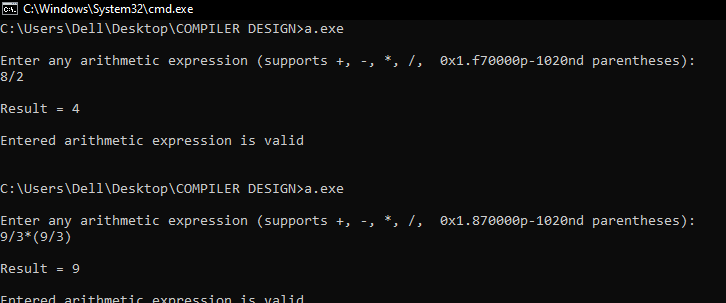 C:\Windows\System32\cmd.exe
C:\Users\Dell\Desktop\COMPILER DESIGN>a.exe
Enter any arithmetic expression (supports +, -, *, /,  0x1.f70000p-1020nd parentheses):
8/2
Result = 4
Entered arithmetic expression is valid
C:\Users\Dell\Desktop\COMPILER DESIGN>a.exe
Enter any arithmetic expression (supports +, -, *, /,  0x1.870000p-1020nd parentheses):
9/3*(9/3)
Result = 9
Entered arithmetic expression is valid